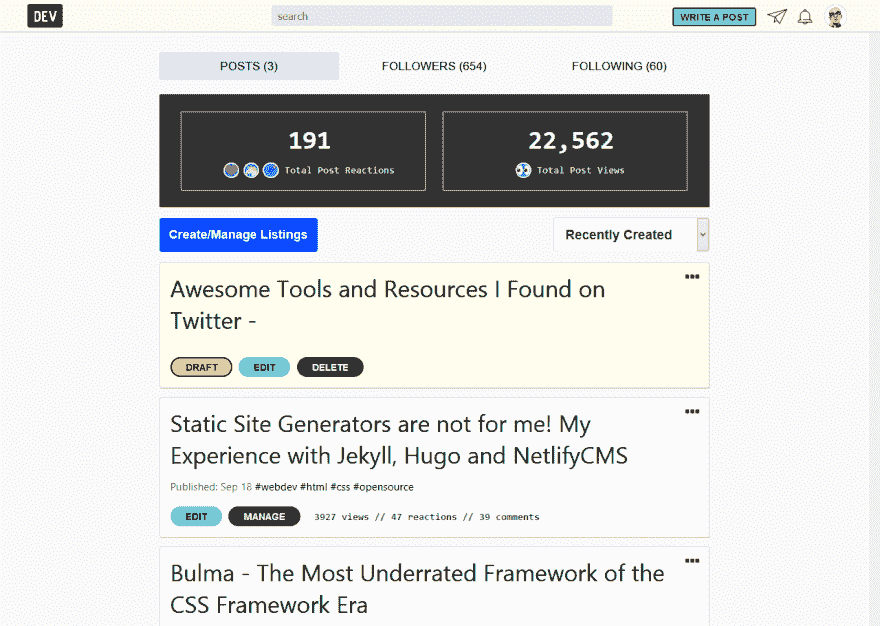 DEV
search
WRITE A POST
POSTS (3)
FOLLOWERS (654)
FOLLOWING (60)
191
Total Post Reactions
22,562
Total Post Views
Create/Manage Listings
Recently Created
Awesome Tools and Resources I Found on
Twitter -
DRAFT
EDIT
DELETE
Static Site Generators are not for me! My
Experience with Jekyll, Hugo and NetlifyCMS
Published: Sep 18 #webdev #html #css #opensource
EDIT
MANAGE
3927 views // 47 reactions // 39 comments
Bulma - The Most Underrated Framework of the
CSS Framework Era